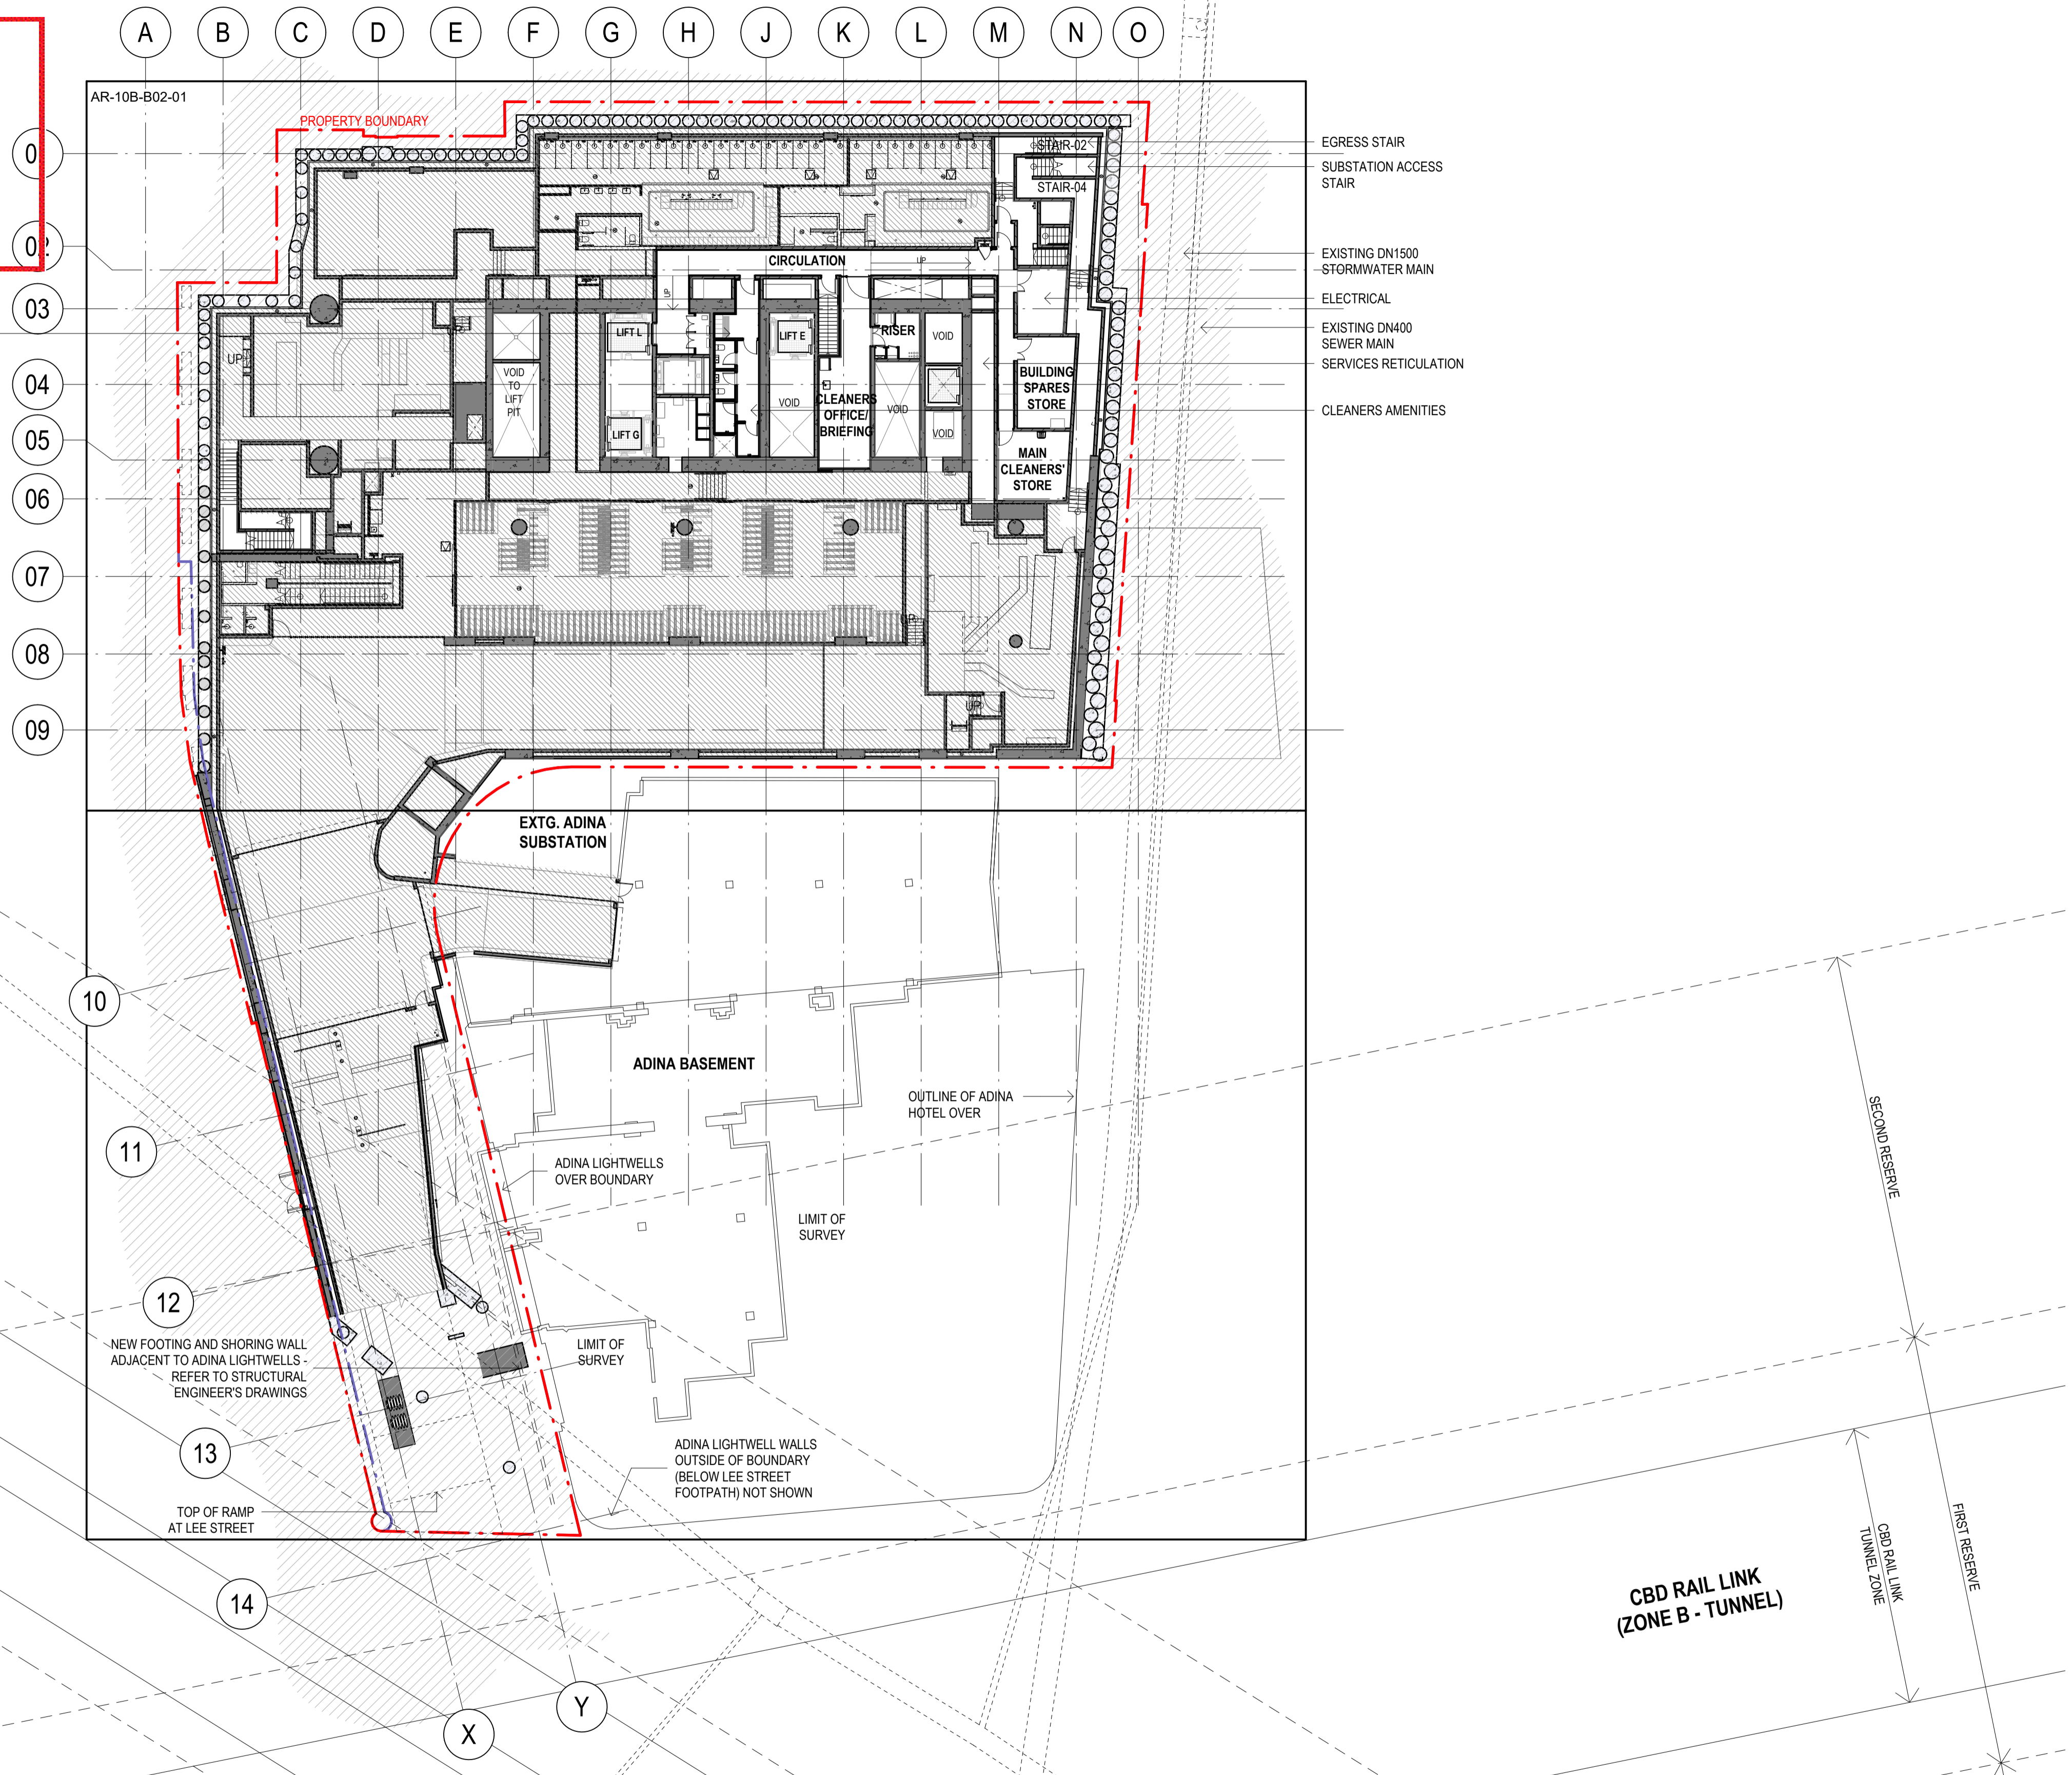 A B C D E F G H J K L M N O
AR-10B-B02-01
PROPERTY BOUNDARY
0
STAIR-02
EGRESS STAIR
SUBSTATION ACCESS
STAIR
STAIR-04
02
CIRCULATION
UP
EXISTING DN1500
STORMWATER MAIN
UP
ELECTRICAL
03
LIFT L
LIFT E
RISER
VOID
EXISTING DN400
SEWER MAIN
UP
SERVICES RETICULATION
04
VOID
TO
LIFT
PIT
VOID
CLEANERS
OFFICE/
BRIEFING
VOID
BUILDING
SPARES
STORE
CLEANERS AMENITIES
05
LIFT G
VOID
MAIN
CLEANERS'
STORE
06
07
08
UP
09
EXTG. ADINA
SUBSTATION
10
ADINA BASEMENT
OUTLINE OF ADINA
HOTEL OVER
11
ADINA LIGHTWELLS
OVER BOUNDARY
SECOND RESERVE
LIMIT OF
SURVEY
12
NEW FOOTING AND SHORING WALL
ADJACENT TO ADINA LIGHTWELLS -
REFER TO STRUCTURAL
ENGINEER'S DRAWINGS
LIMIT OF
SURVEY
13
ADINA LIGHTWELL WALLS
OUTSIDE OF BOUNDARY
(BELOW LEE STREET
FOOTPATH) NOT SHOWN
TOP OF RAMP
AT LEE STREET
CBD RAIL LINK
TUNNEL ZONE
FIRST RESERVE
CBD RAIL LINK
(ZONE B - TUNNEL)
14
Y
X